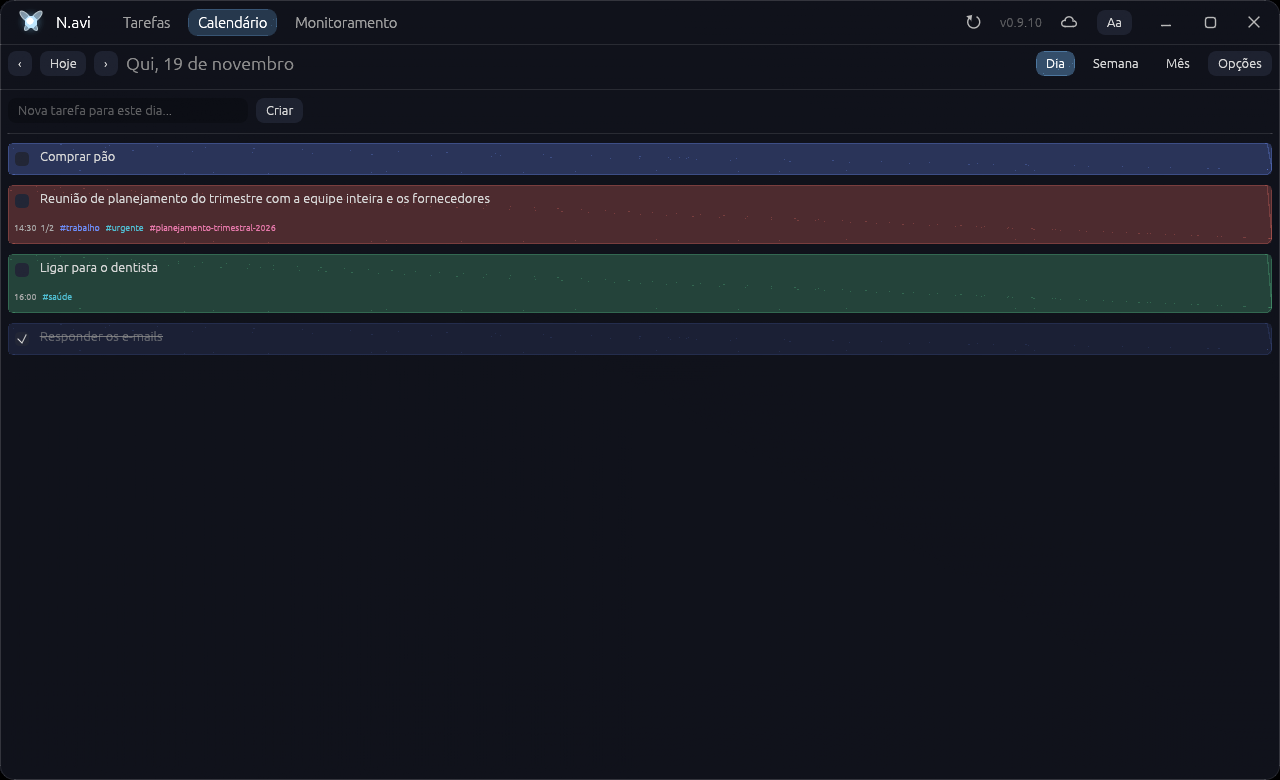 N.avi Tarefas Calendário Monitoramento v0.9.10 Aa
‹ Hoje › Qui, 19 de novembro Dia Semana Mês Opções
Nova tarefa para este dia... Criar
Comprar pão
Reunião de planejamento do trimestre com a equipe inteira e os fornecedores
14:30 1/2 #trabalho #urgente #planejamento-trimestral-2026
Ligar para o dentista
16:00 #saúde
Responder os e-mails